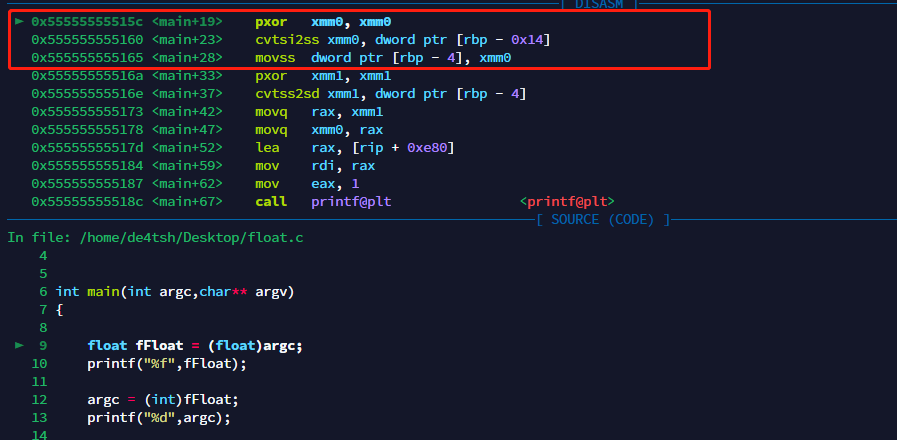 [ DISASM ]
► 0x55555555515c <main+19>    pxor   xmm0, xmm0
0x555555555160 <main+23>    cvtsi2ss xmm0, dword ptr [rbp - 0x14]
0x555555555165 <main+28>    movss  dword ptr [rbp - 4], xmm0
0x55555555516a <main+33>    pxor   xmm1, xmm1
0x55555555516e <main+37>    cvtss2sd xmm1, dword ptr [rbp - 4]
0x555555555173 <main+42>    movq   rax, xmm1
0x555555555178 <main+47>    movq   xmm0, rax
0x55555555517d <main+52>    lea    rax, [rip + 0xe80]
0x555555555184 <main+59>    mov    rdi, rax
0x555555555187 <main+62>    mov    eax, 1
0x55555555518c <main+67>    call   printf@plt                <printf@plt>
[ SOURCE (CODE) ]
In file: /home/de4tsh/Desktop/float.c
4
5
6 int main(int argc,char** argv)
7 {
8
► 9     float fFloat = (float)argc;
10     printf("%f",fFloat);
11
12     argc = (int)fFloat;
13     printf("%d",argc);
14